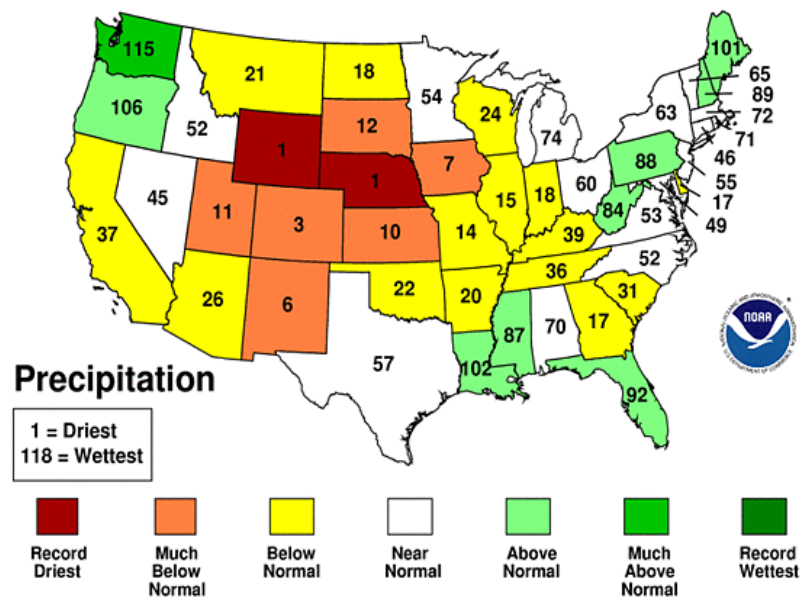 115
101
106
21
18
54
65
89
72
71
46
55
17
49
52
12
24
74
63
1
1
7
88
45
11
3
10
15
18
60
84
53
37
14
39
52
26
6
22
20
36
31
57
102
87
70
17
92
NOAA
Precipitation
1 = Driest
118 = Wettest
Record
Driest
Much
Below
Normal
Below
Normal
Near
Normal
Above
Normal
Much
Above
Normal
Record
Wettest